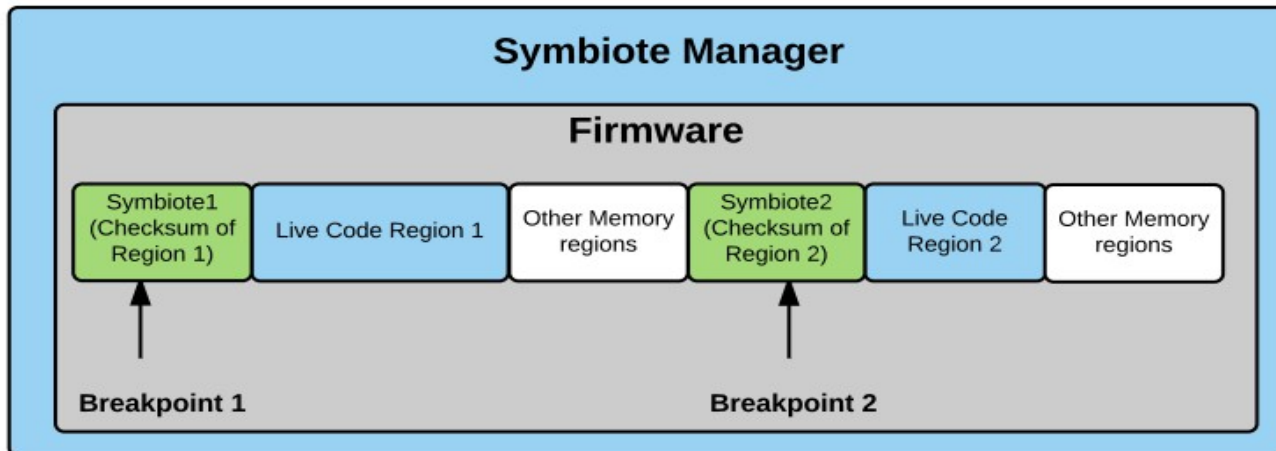 Symbiote Manager
Firmware
Symbiote1
(Checksum of
Region 1)
Live Code Region 1
Other Memory
regions
Symbiote2
(Checksum of
Region 2)
Live Code
Region 2
Other Memory
regions
Breakpoint 1
Breakpoint 2